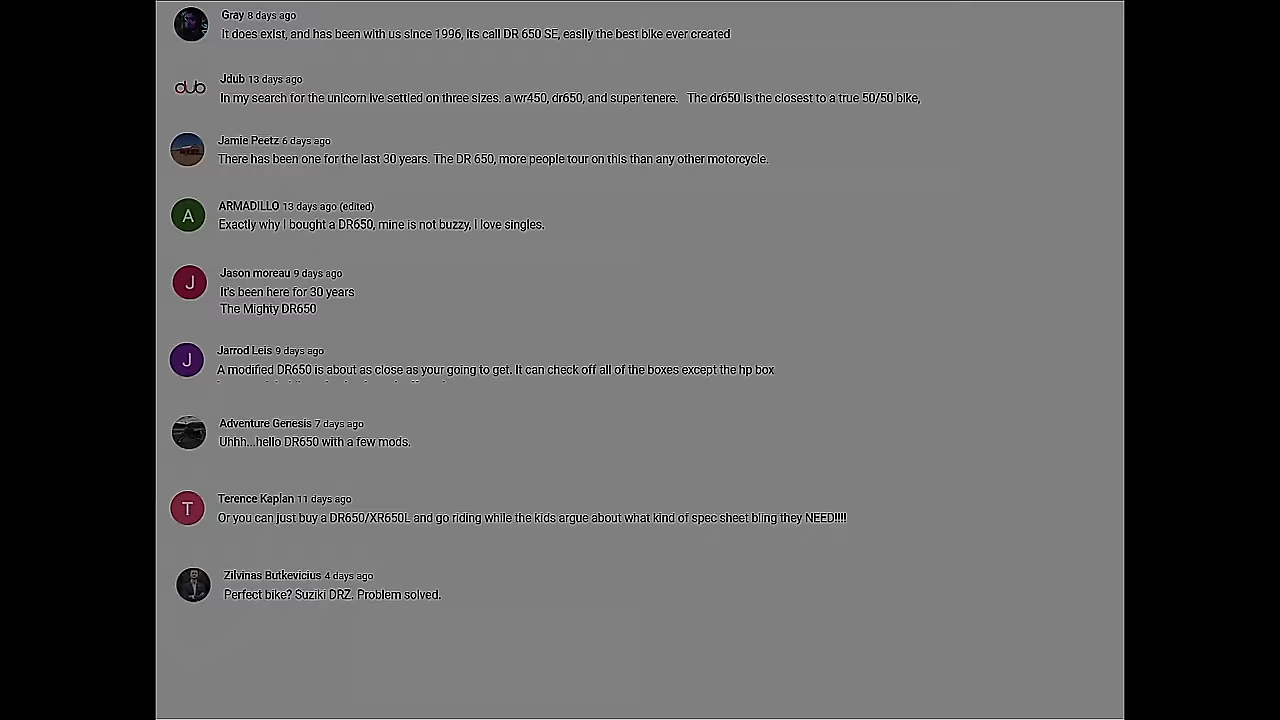 Gray 8 days ago
It does exist, and has been with us since 1996, its call DR 650 SE, easily the best bike ever created
dub
Jdub 13 days ago
In my search for the unicorn ive settled on three sizes. a wr450, dr650, and super tenere. The dr650 is the closest to a true 50/50 bike,
Jamie Peetz 6 days ago
There has been one for the last 30 years. The DR 650, more people tour on this than any other motorcycle.
A
ARMADILLO 13 days ago (edited)
Exactly why I bought a DR650, mine is not buzzy, I love singles.
J
Jason moreau 9 days ago
It's been here for 30 years
The Mighty DR650
J
Jarrod Leis 9 days ago
A modified DR650 is about as close as your going to get. It can check off all of the boxes except the hp box
Adventure Genesis 7 days ago
Uhhh...hello DR650 with a few mods.
T
Terence Kaplan 11 days ago
Or you can just buy a DR650/XR650L and go riding while the kids argue about what kind of spec sheet bling they NEED!!!!
Zilvinas Butkevicius 4 days ago
Perfect bike? Suziki DRZ. Problem solved.